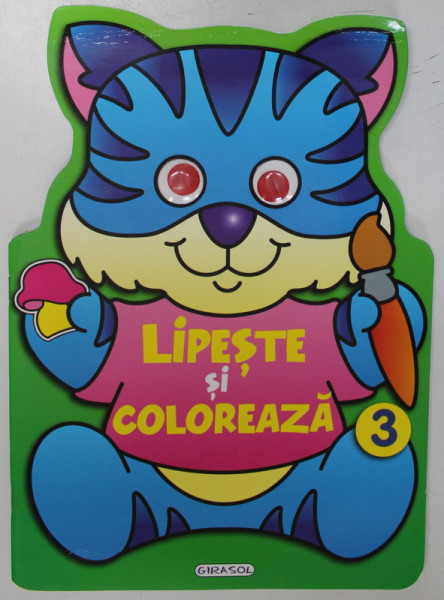 LIPEȘTE
și
COLOREAZĂ
3
GIRASOL